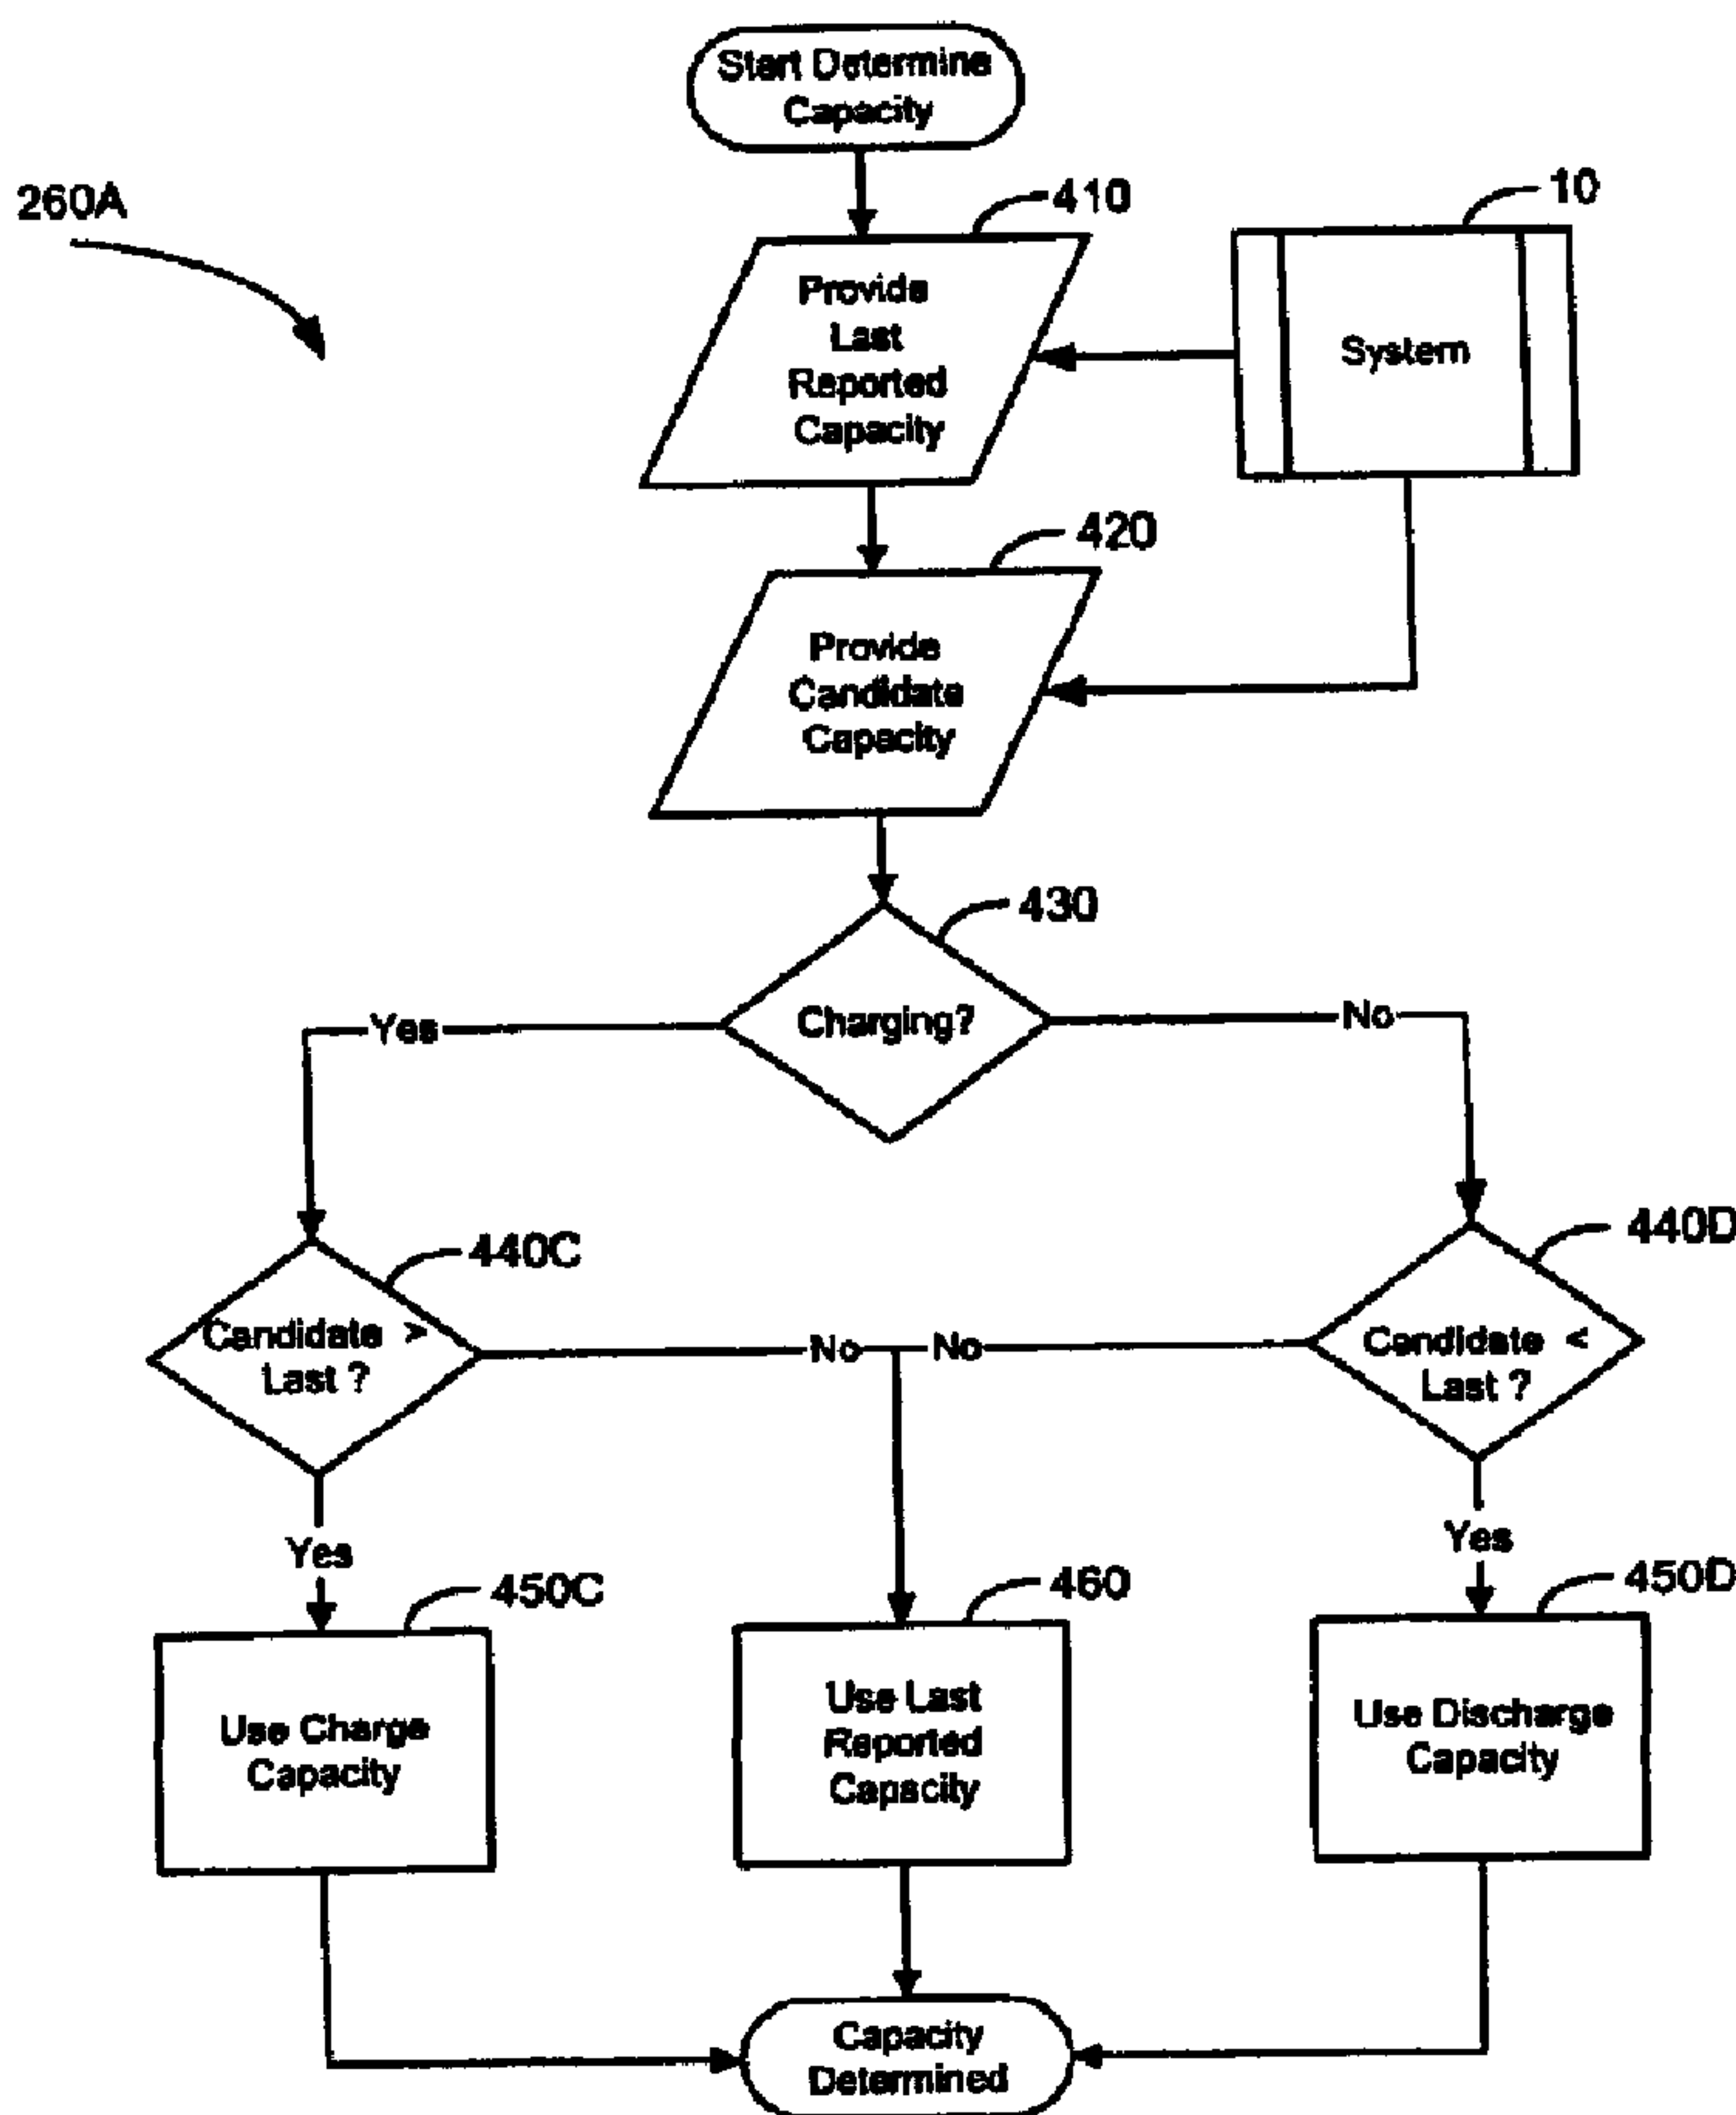 Start Determine
Capacity
260A
410
10
Provide
Last
Reported
Capacity
System
420
Provide
Candidate
Capacity
430
Charging?
Yes
No
440C
440D
Candidate >
Last ?
No
No
Candidate <
Last ?
Yes
Yes
450C
460
450D
Use Charge
Capacity
Use Last
Reported
Capacity
Use Discharge
Capacity
Capacity
Determined